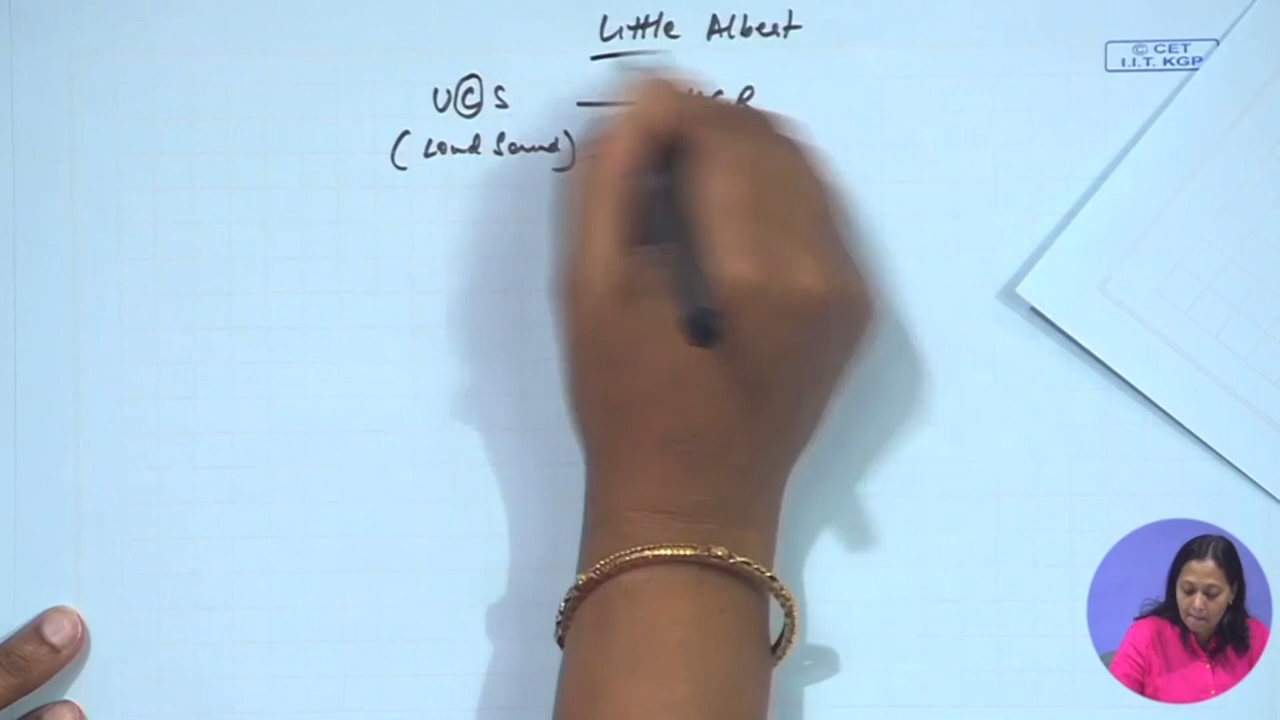 Little Albert
© CET
I.I.T. KGP
U©S —
(Loud Sound)